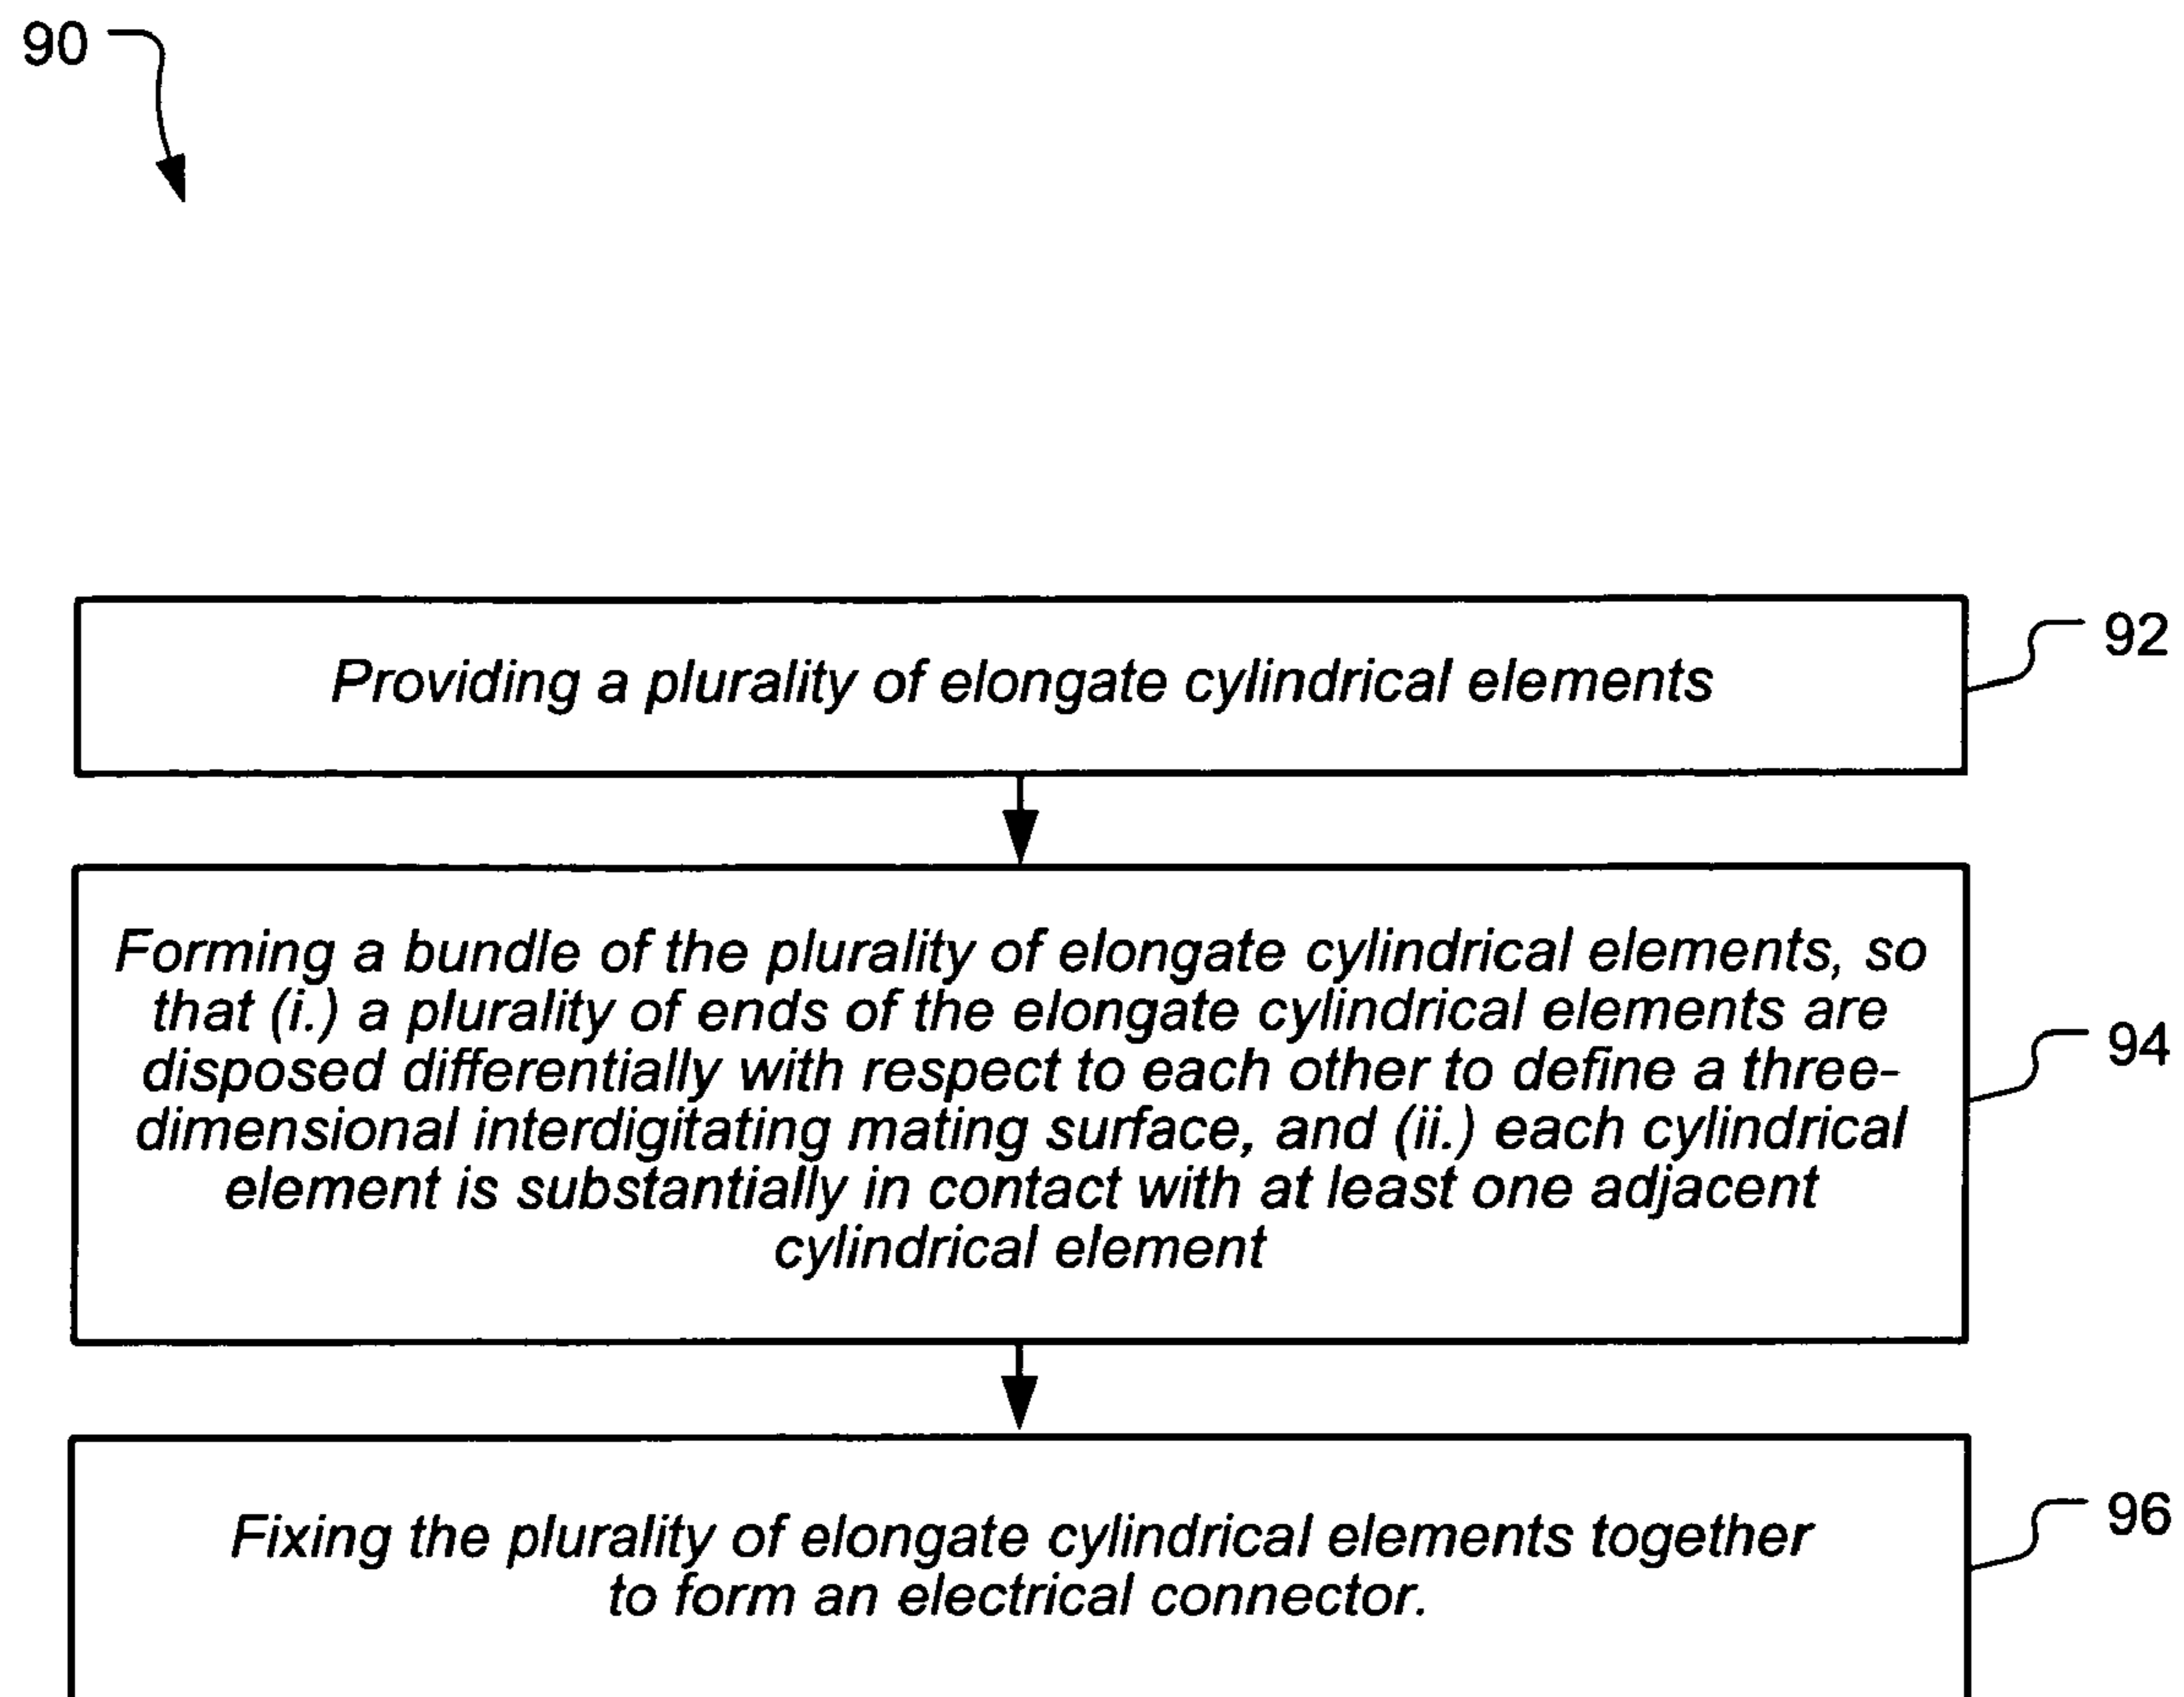 90
Providing a plurality of elongate cylindrical elements
92
Forming a bundle of the plurality of elongate cylindrical elements, so
that (i.) a plurality of ends of the elongate cylindrical elements are
disposed differentially with respect to each other to define a three-
dimensional interdigitating mating surface, and (ii.) each cylindrical
element is substantially in contact with at least one adjacent
cylindrical element
94
Fixing the plurality of elongate cylindrical elements together
to form an electrical connector.
96